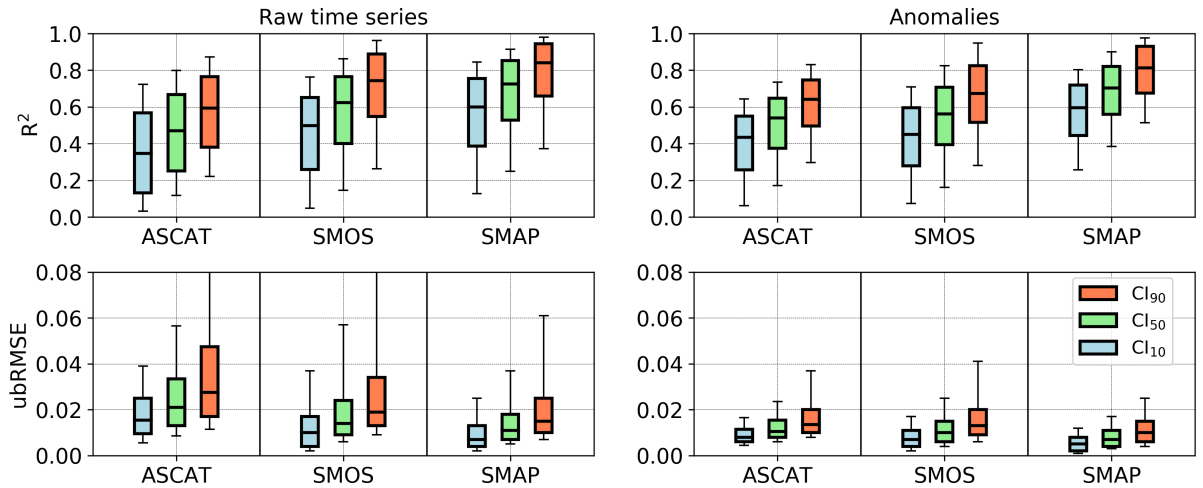 Raw time series
Anomalies
R²
1.0
0.8
0.6
0.4
0.2
0.0
ASCAT SMOS SMAP
1.0
0.8
0.6
0.4
0.2
0.0
ASCAT SMOS SMAP
ubRMSE
0.08
0.06
0.04
0.02
0.00
ASCAT SMOS SMAP
0.08
0.06
0.04
0.02
0.00
ASCAT SMOS SMAP
CI₉₀
CI₅₀
CI₁₀